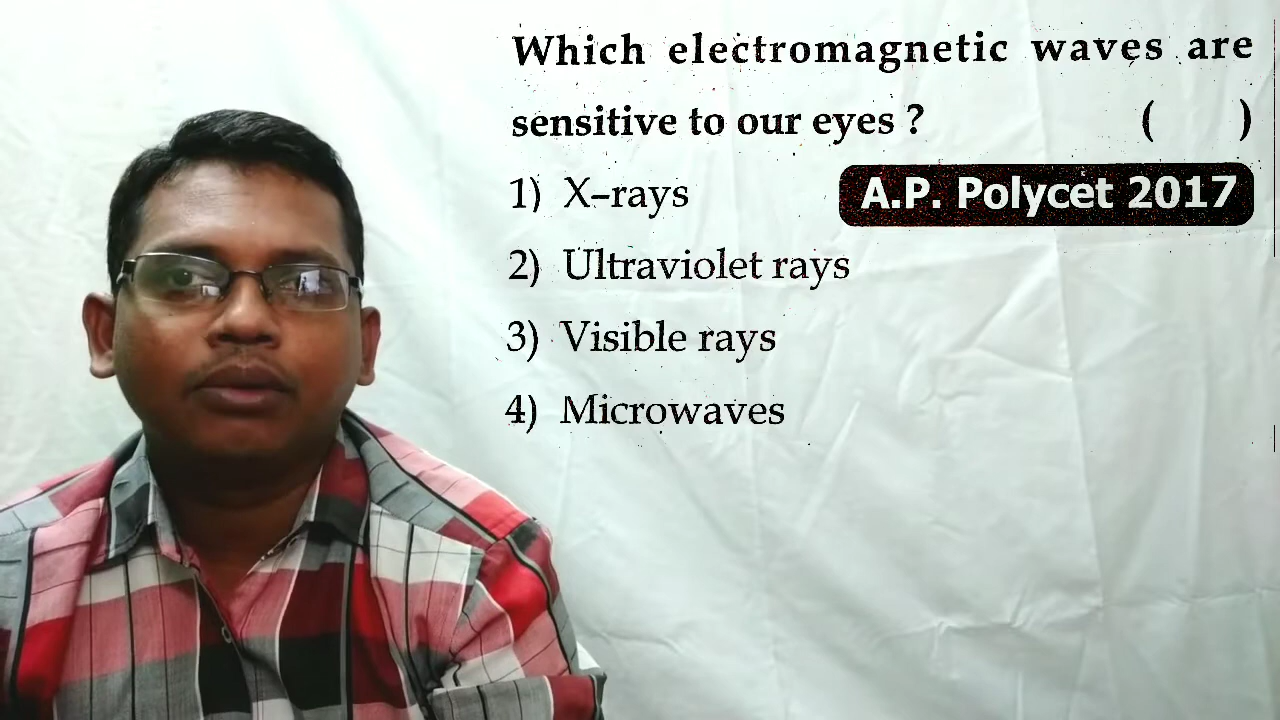 Which electromagnetic waves are
sensitive to our eyes ? ( )
1) X–rays
A.P. Polycet 2017
2) Ultraviolet rays
3) Visible rays
4) Microwaves